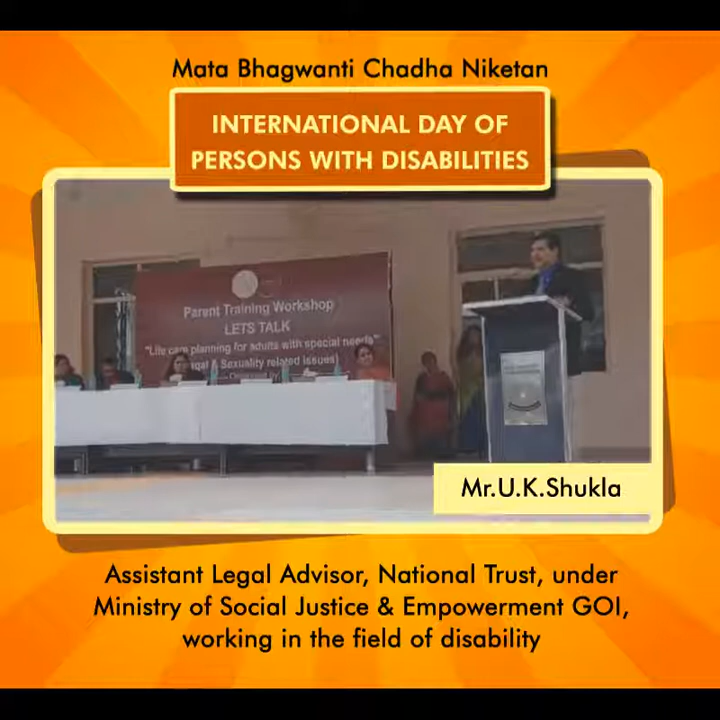 Mata Bhagwanti Chadha Niketan
INTERNATIONAL DAY OF
PERSONS WITH DISABILITIES
Parent Training Workshop
LETS TALK
"Life care planning for adults with special needs"
& Sexuality related issues)
Mr.U.K.Shukla
Assistant Legal Advisor, National Trust, under
Ministry of Social Justice & Empowerment GOI,
working in the field of disability